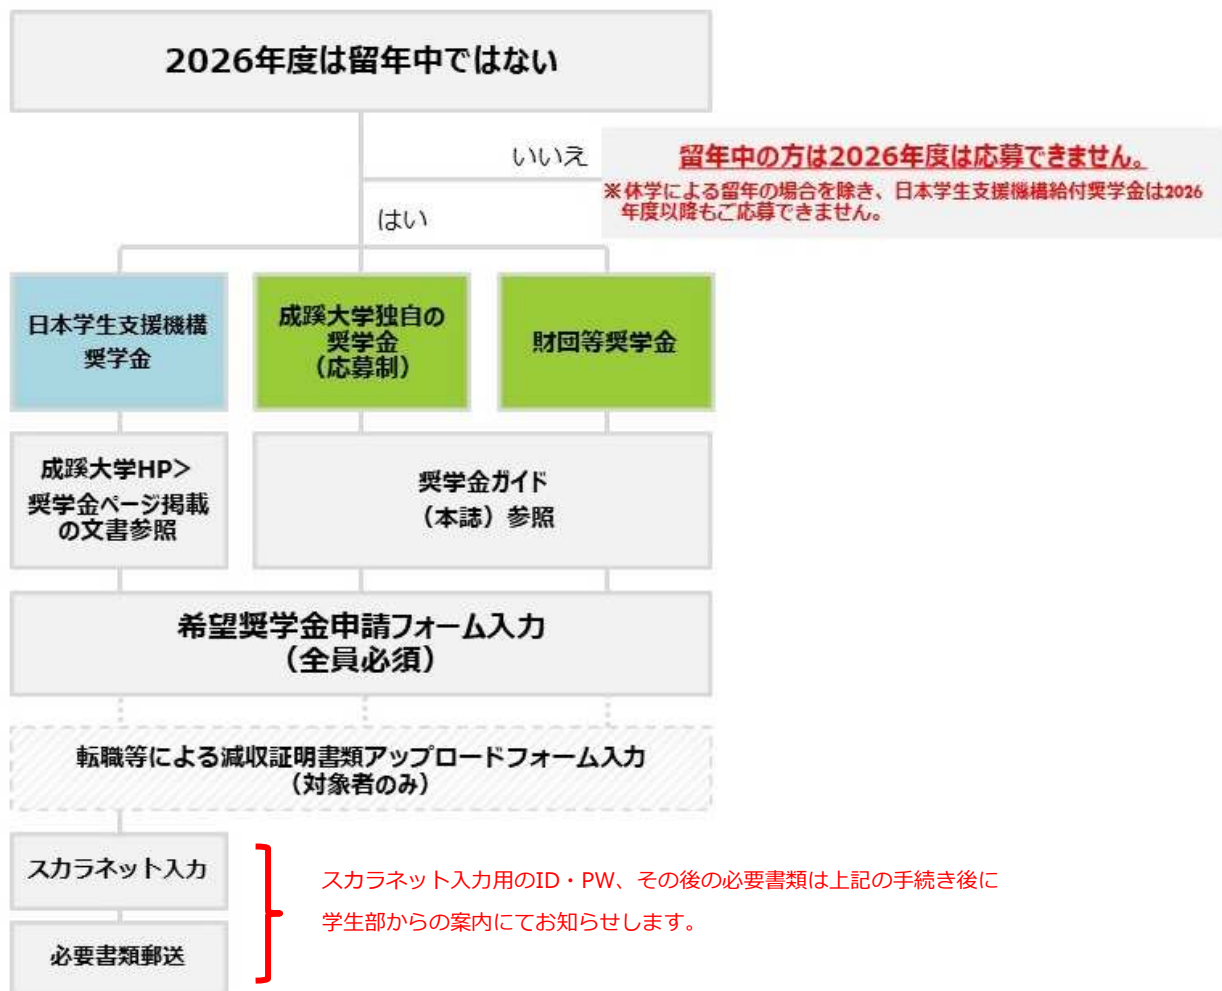 2026年度は留年中ではない
いいえ
留年中の方は2026年度は応募できません。
※休学による留年の場合を除き、日本学生支援機構給付奨学金は2026
年度以降もご応募できません。
はい
日本学生支援機構
奨学金
成蹊大学独自の
奨学金
（応募制）
財団等奨学金
成蹊大学HP>
奨学金ページ掲載
の文書参照
奨学金ガイド
（本誌）参照
希望奨学金申請フォーム入力
（全員必須）
転職等による減収証明書類アップロードフォーム入力
（対象者のみ）
スカラネット入力
必要書類郵送
スカラネット入力用のID・PW、その後の必要書類は上記の手続き後に
学生部からの案内にてお知らせします。